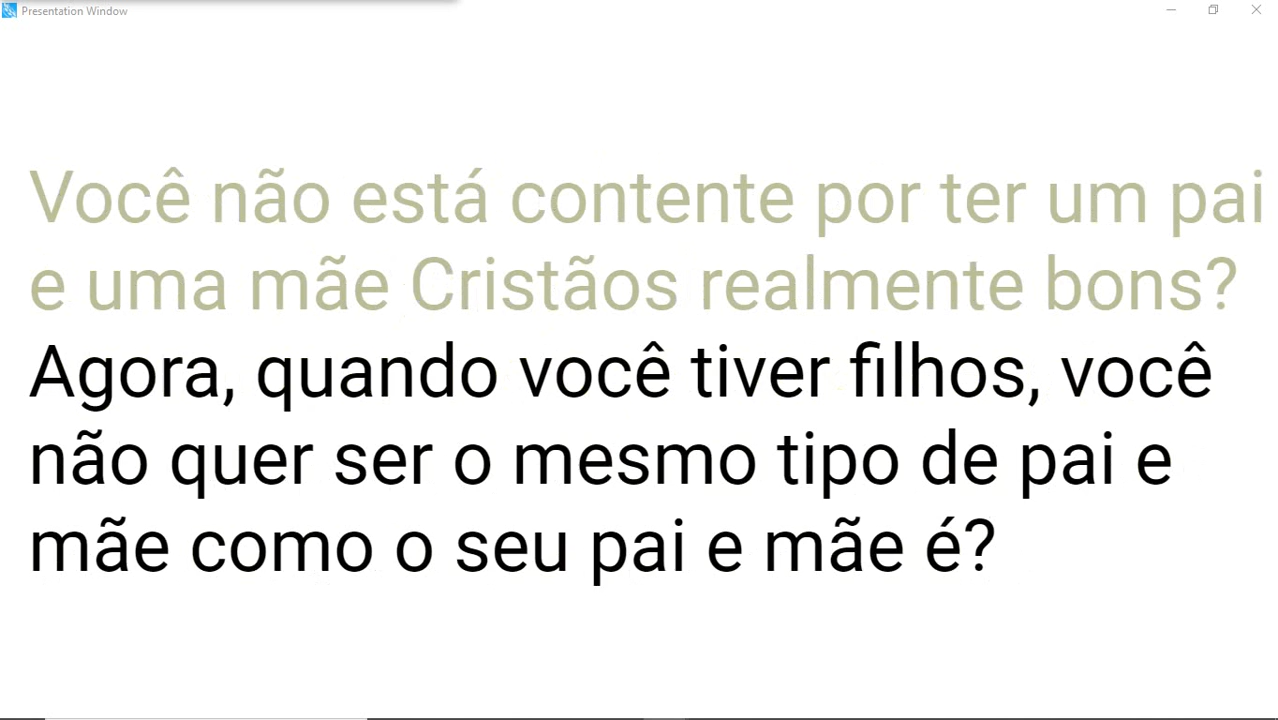 Presentation Window
Você não está contente por ter um pai
e uma mãe Cristãos realmente bons?
Agora, quando você tiver filhos, você
não quer ser o mesmo tipo de pai e
mãe como o seu pai e mãe é?